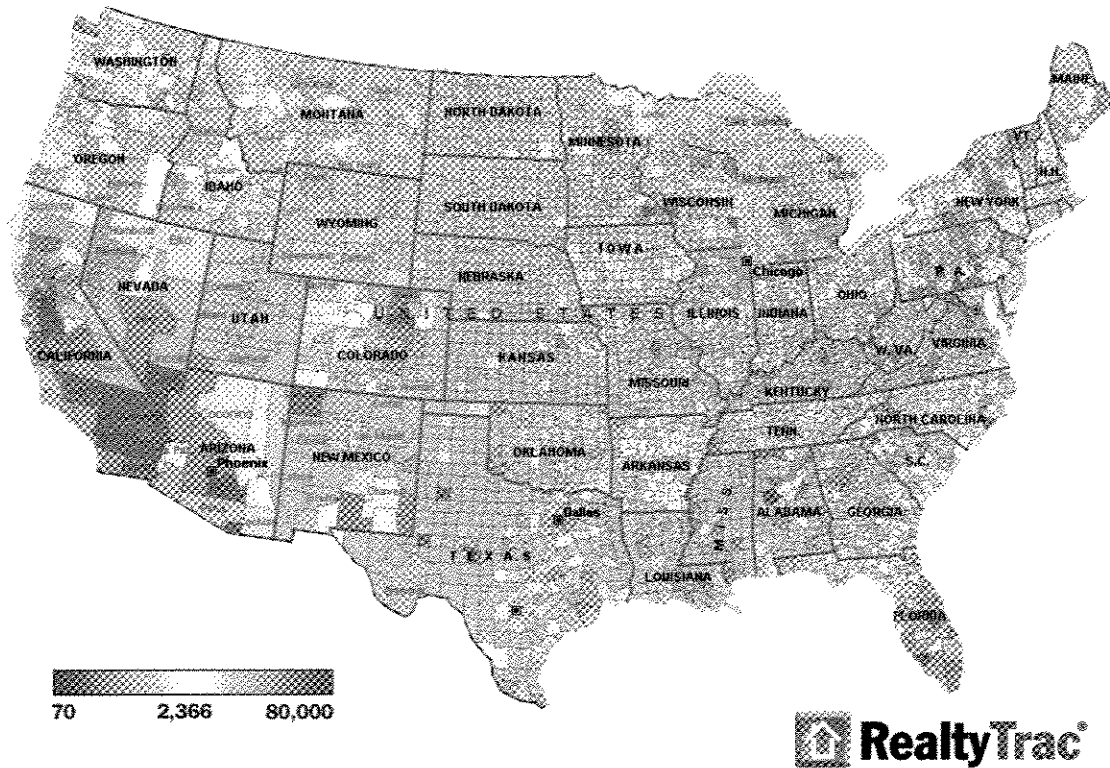 WASHINGTON
MAINE
MONTANA
NORTH DAKOTA
MINNESOTA
VT.
OREGON
IDAHO
N.H.
SOUTH DAKOTA
WISCONSIN
MICHIGAN
NEW YORK
WYOMING
IOWA
Chicago
P. A.
NEBRASKA
NEVADA
OHIO
UNITED STATES
UTAH
ILLINOIS
INDIANA
CALIFORNIA
COLORADO
KANSAS
W. VA.
VIRGINIA
MISSOURI
KENTUCKY
NORTH CAROLINA
TENN.
ARIZONA
Phoenix
NEW MEXICO
OKLAHOMA
ARKANSAS
S.C.
Dallas
MISS
ALABAMA
GEORGIA
TEXAS
LOUISIANA
FLORIDA
70 2,366 80,000
RealtyTrac®